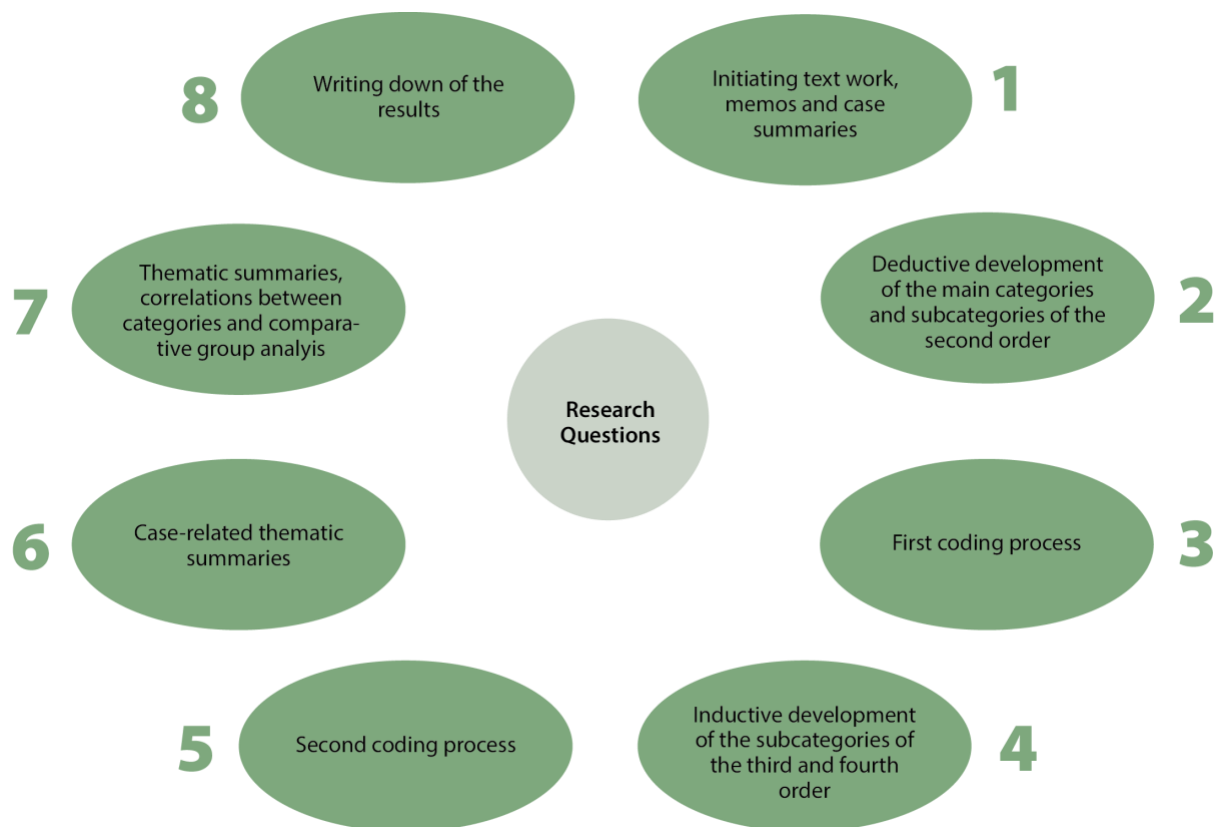 1
Initiating text work,
memos and case
summaries
2
Deductive development
of the main categories
and subcategories of the
second order
3
First coding process
4
Inductive development
of the subcategories of
the third and fourth
order
5
Second coding process
6
Case-related thematic
summaries
7
Thematic summaries,
correlations between
categories and compara-
tive group analyis
8
Writing down of the
results
Research
Questions